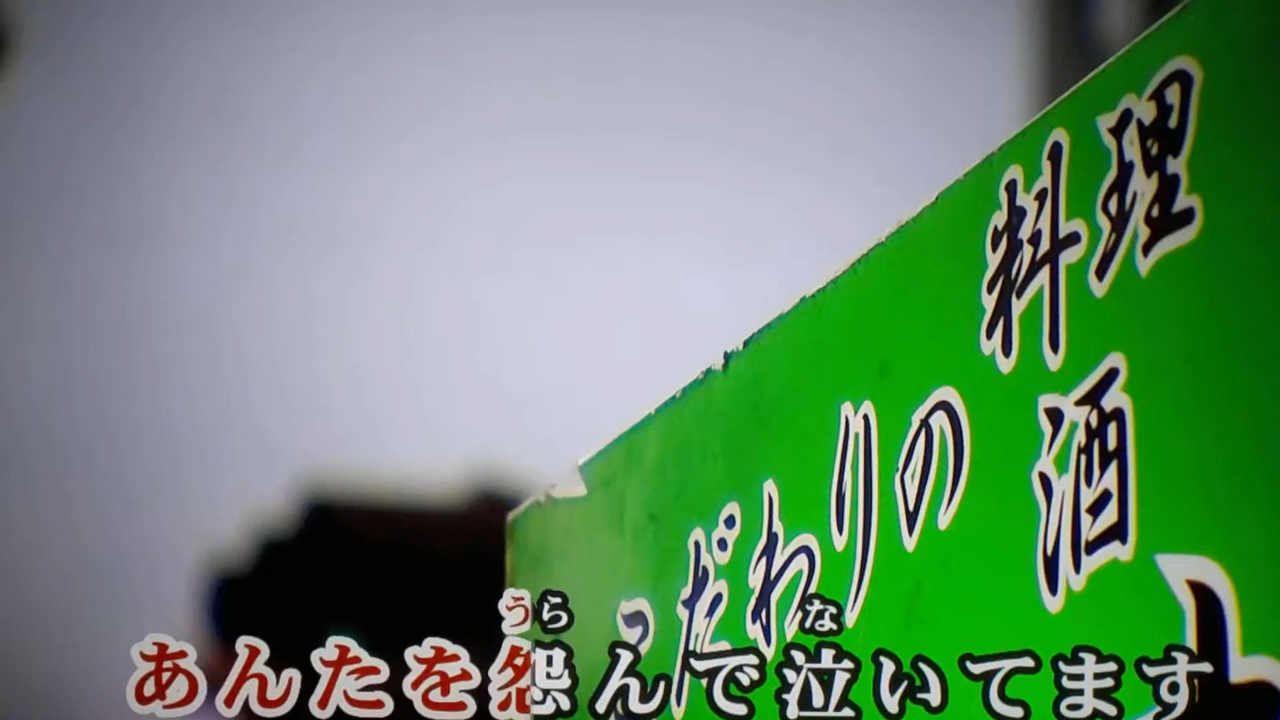 こだわりの
料理
酒
うら な
あんたを怨んで泣いてます